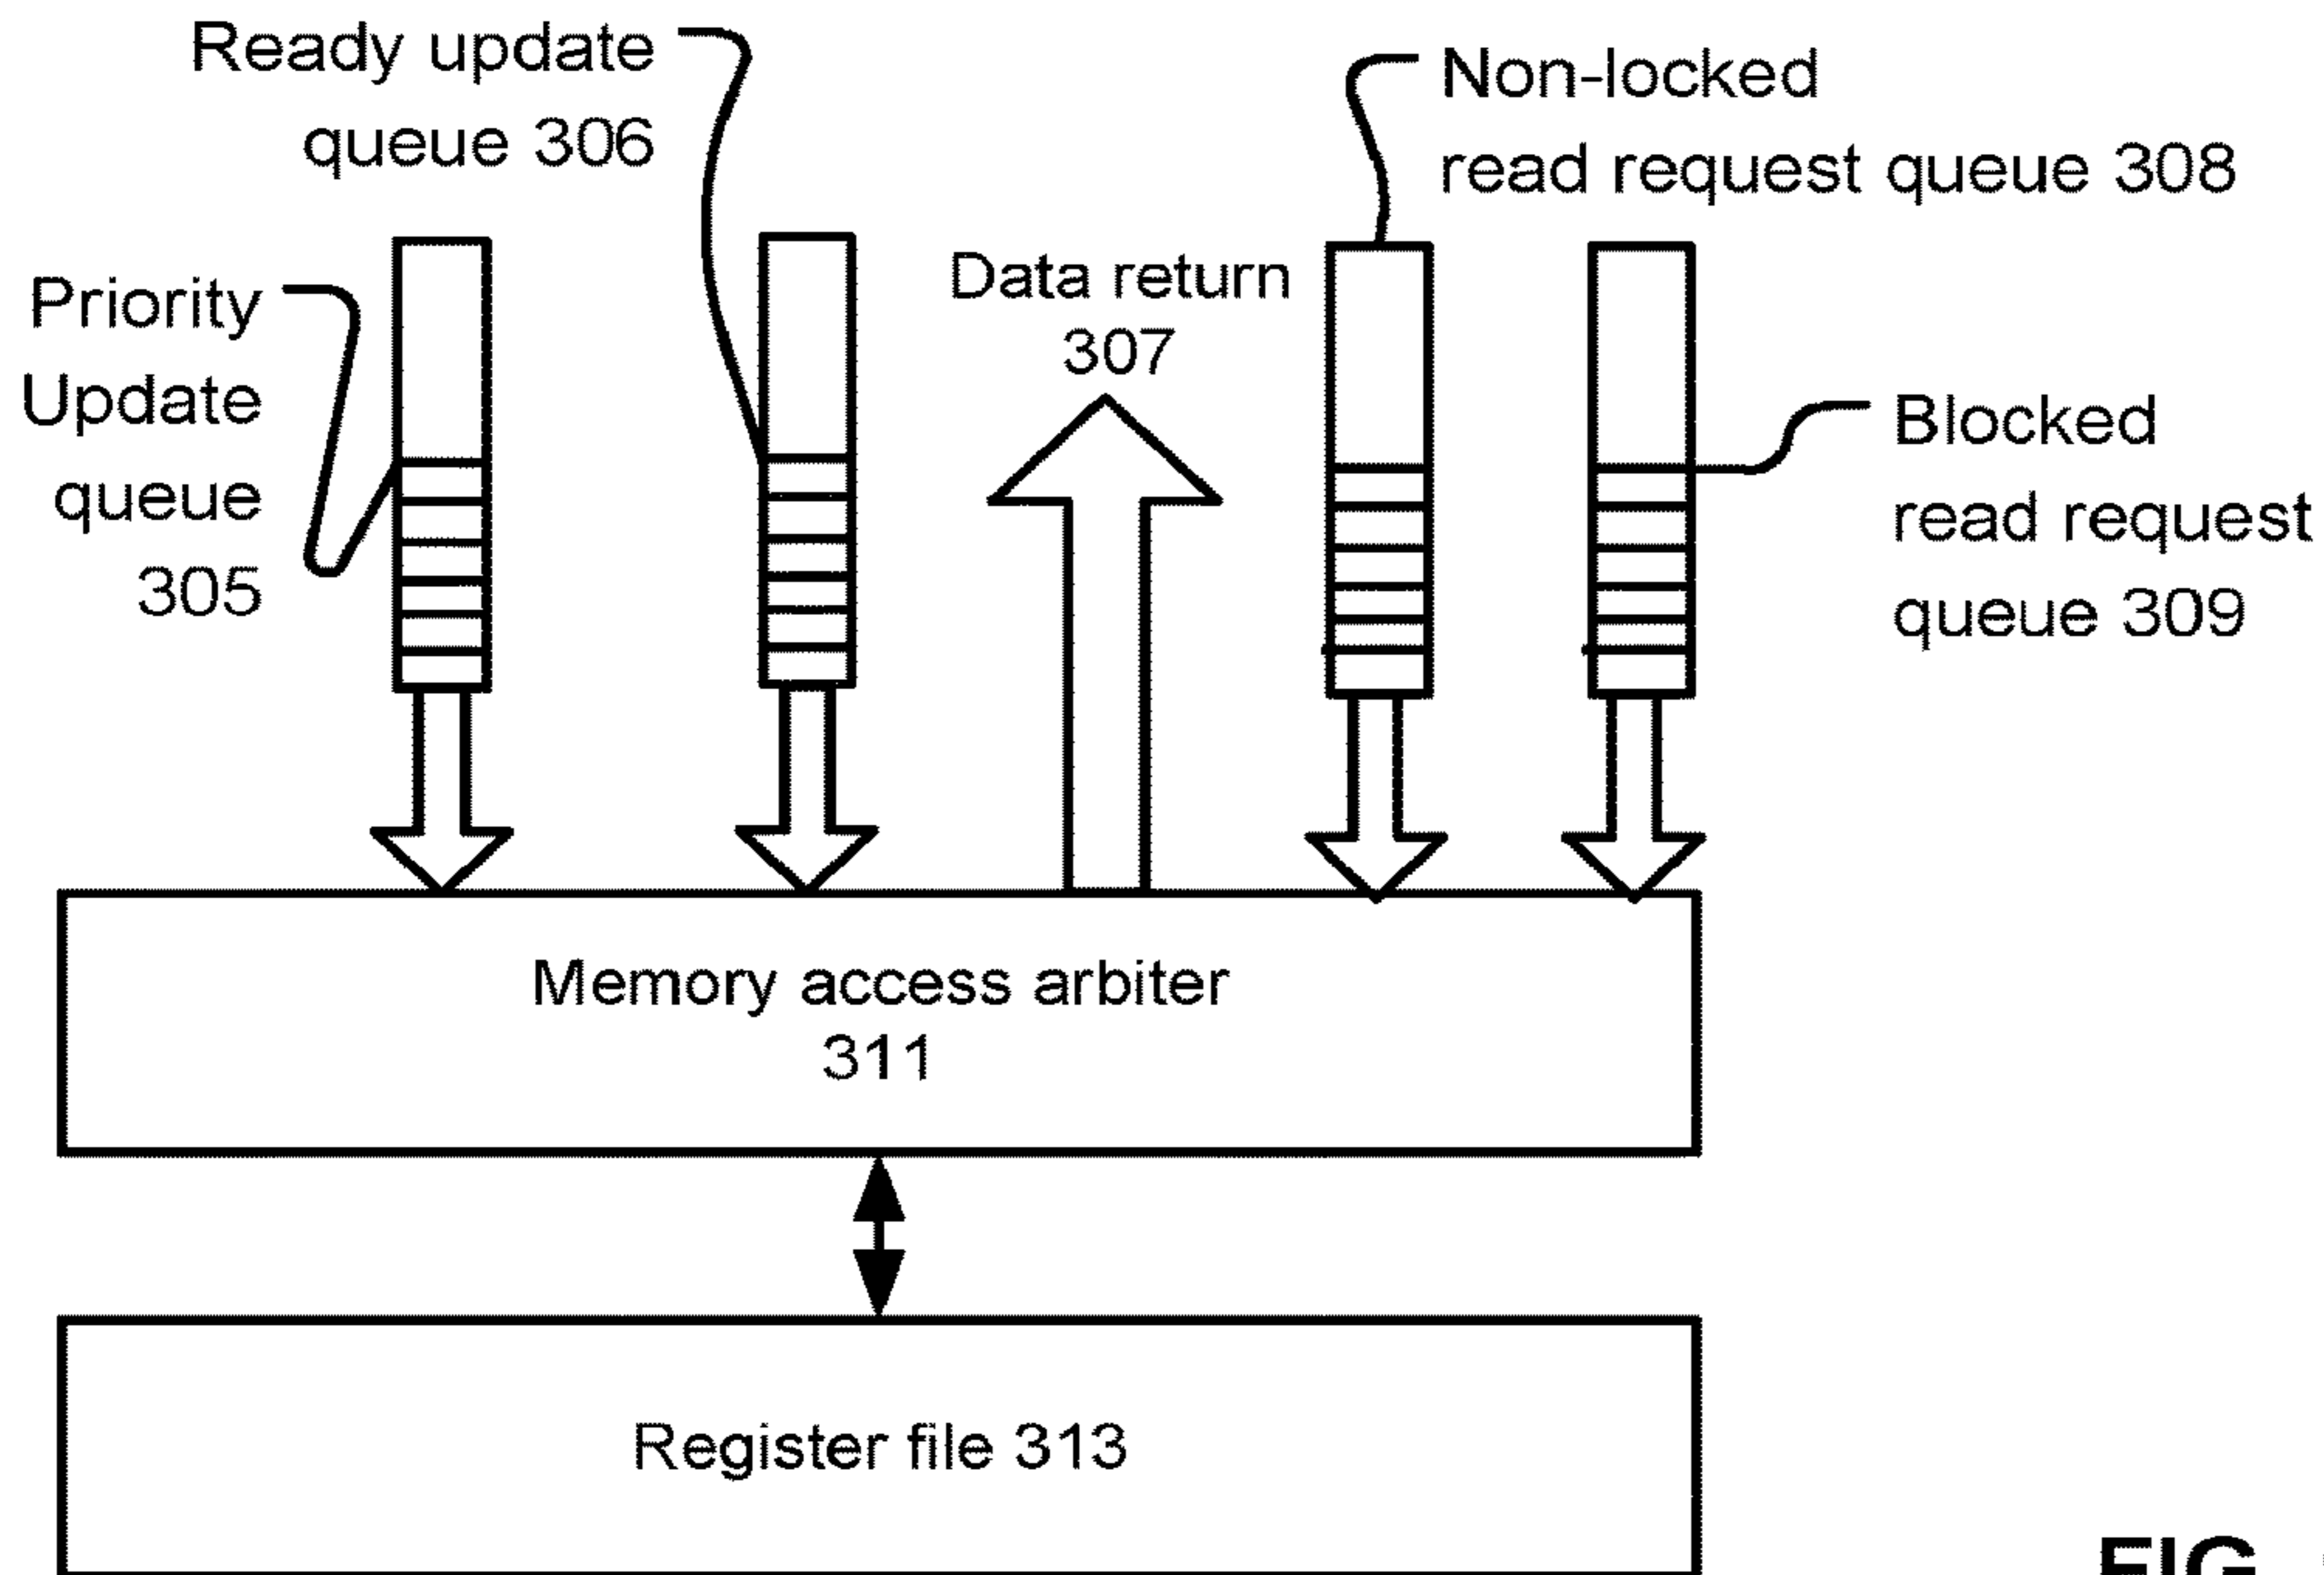 Ready update
queue 306
Non-locked
read request queue 308
Priority
Update
queue
305
Data return
307
Blocked
read request
queue 309
Memory access arbiter
311
Register file 313
FIG